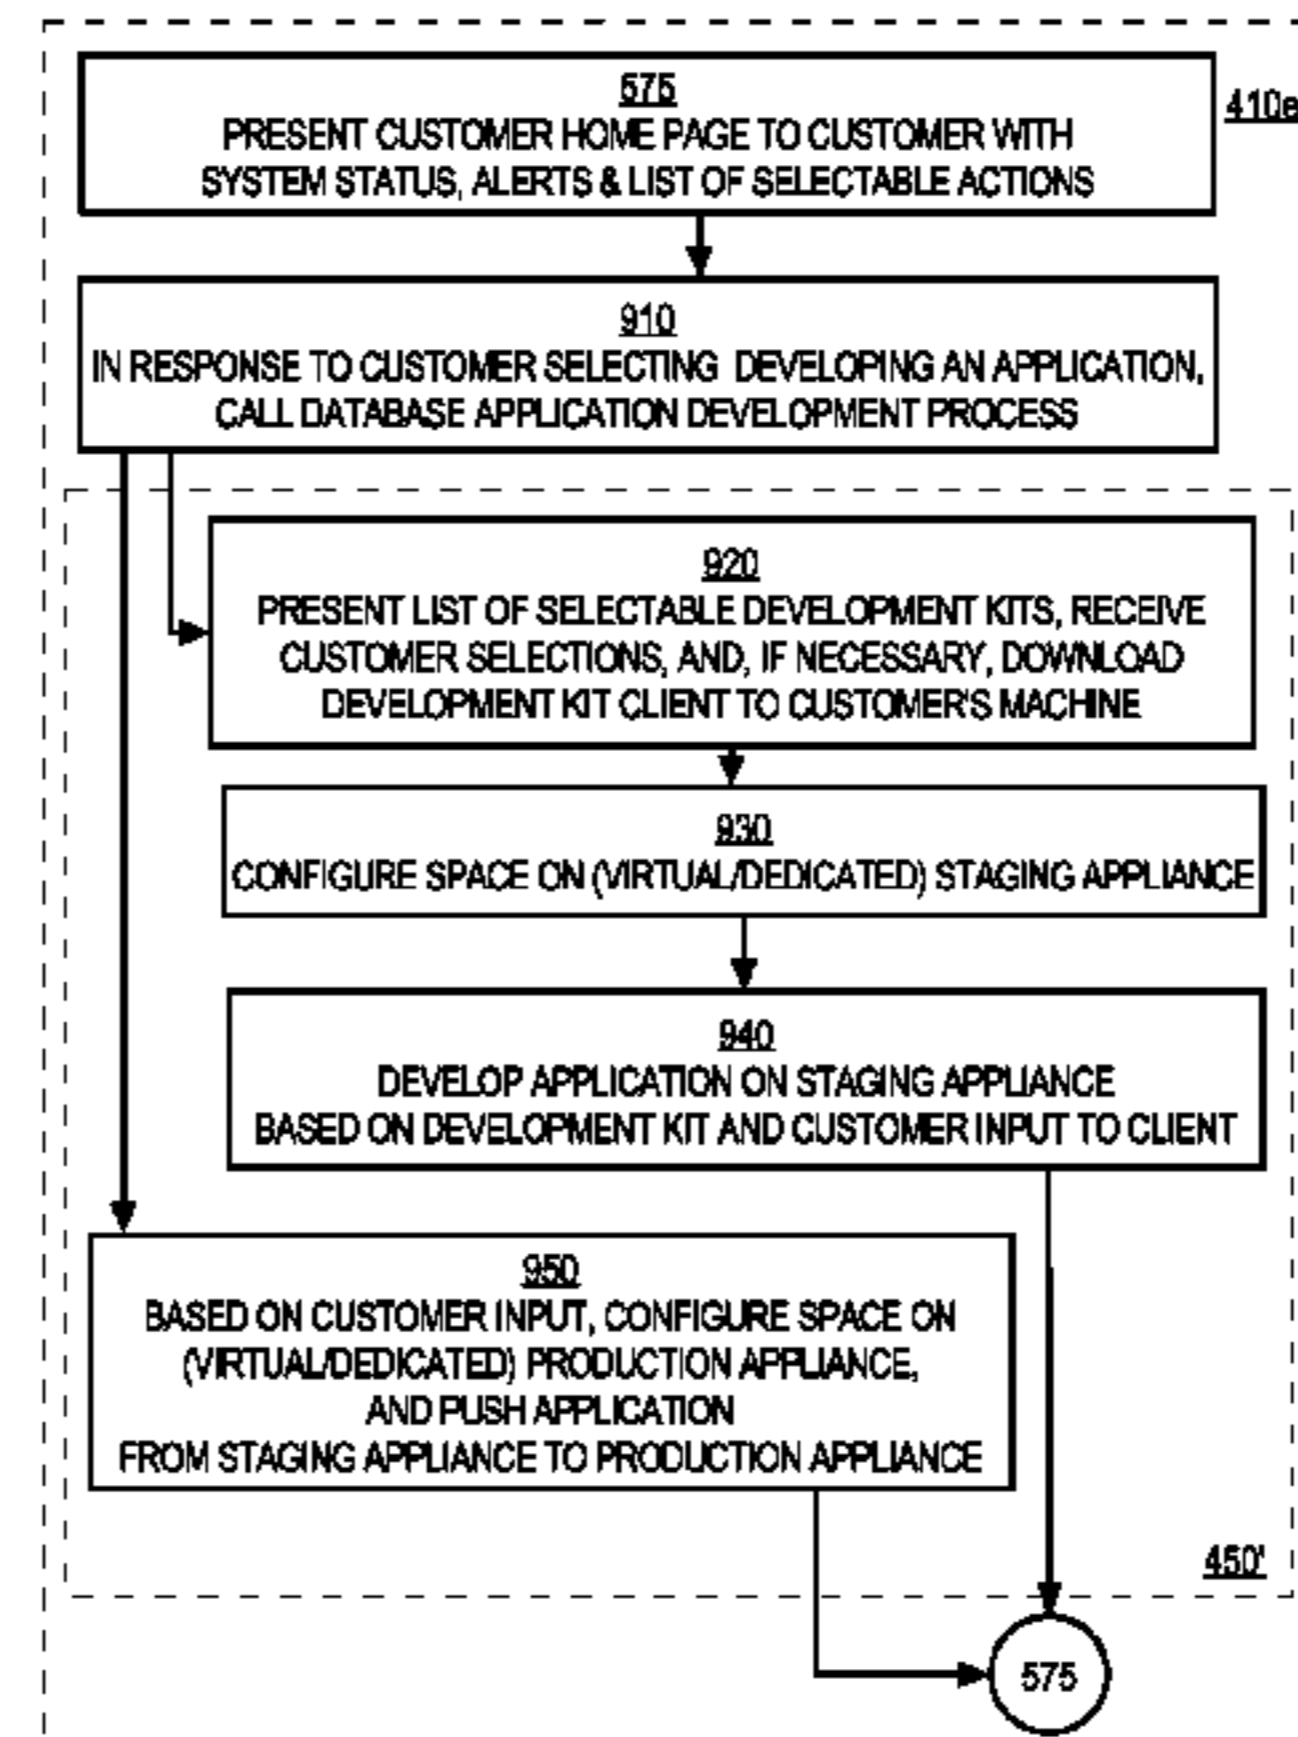 575
PRESENT CUSTOMER HOME PAGE TO CUSTOMER WITH
SYSTEM STATUS, ALERTS & LIST OF SELECTABLE ACTIONS
410e
910
IN RESPONSE TO CUSTOMER SELECTING DEVELOPING AN APPLICATION,
CALL DATABASE APPLICATION DEVELOPMENT PROCESS
920
PRESENT LIST OF SELECTABLE DEVELOPMENT KITS, RECEIVE
CUSTOMER SELECTIONS, AND, IF NECESSARY, DOWNLOAD
DEVELOPMENT KIT CLIENT TO CUSTOMER'S MACHINE
930
CONFIGURE SPACE ON (VIRTUAL/DEDICATED) STAGING APPLIANCE
940
DEVELOP APPLICATION ON STAGING APPLIANCE
BASED ON DEVELOPMENT KIT AND CUSTOMER INPUT TO CLIENT
950
BASED ON CUSTOMER INPUT, CONFIGURE SPACE ON
(VIRTUAL/DEDICATED) PRODUCTION APPLIANCE,
AND PUSH APPLICATION
FROM STAGING APPLIANCE TO PRODUCTION APPLIANCE
450'
575